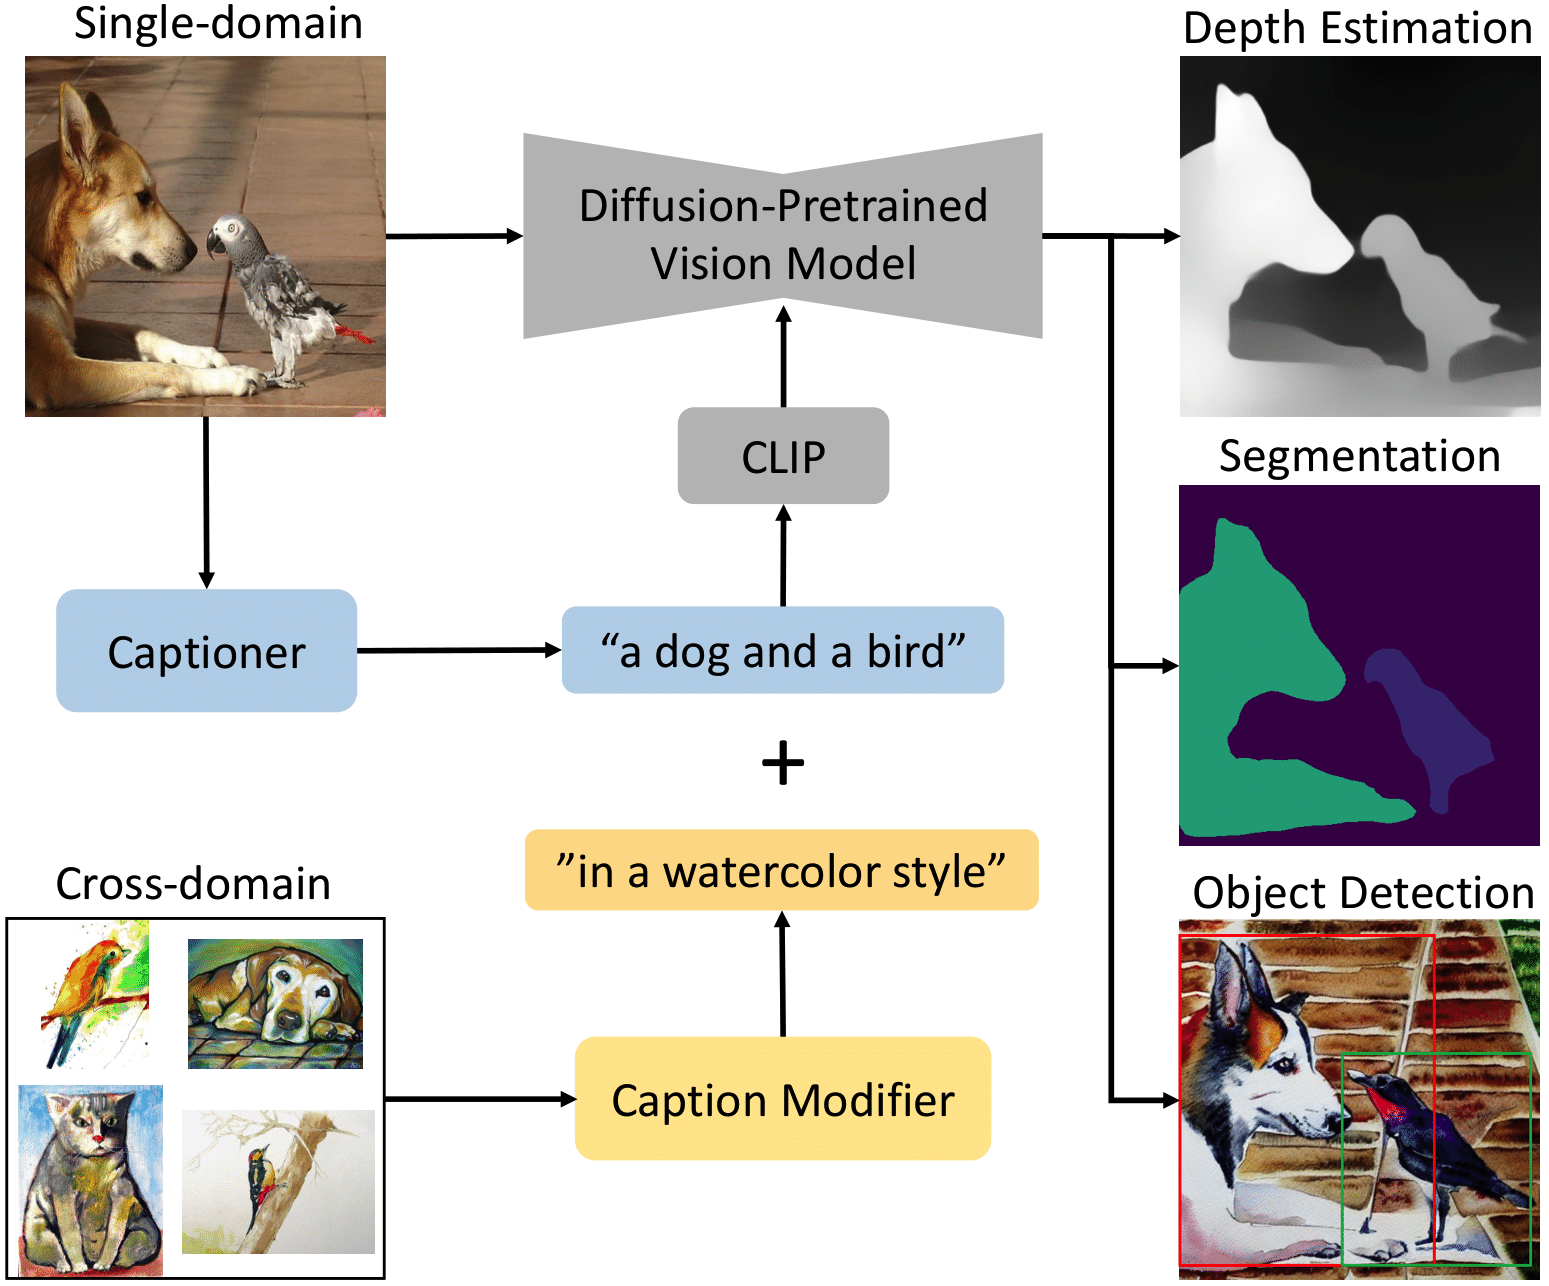 Single-domain
Depth Estimation
Diffusion-Pretrained
Vision Model
CLIP
Segmentation
Captioner
“a dog and a bird”
+
”in a watercolor style”
Cross-domain
Object Detection
Caption Modifier